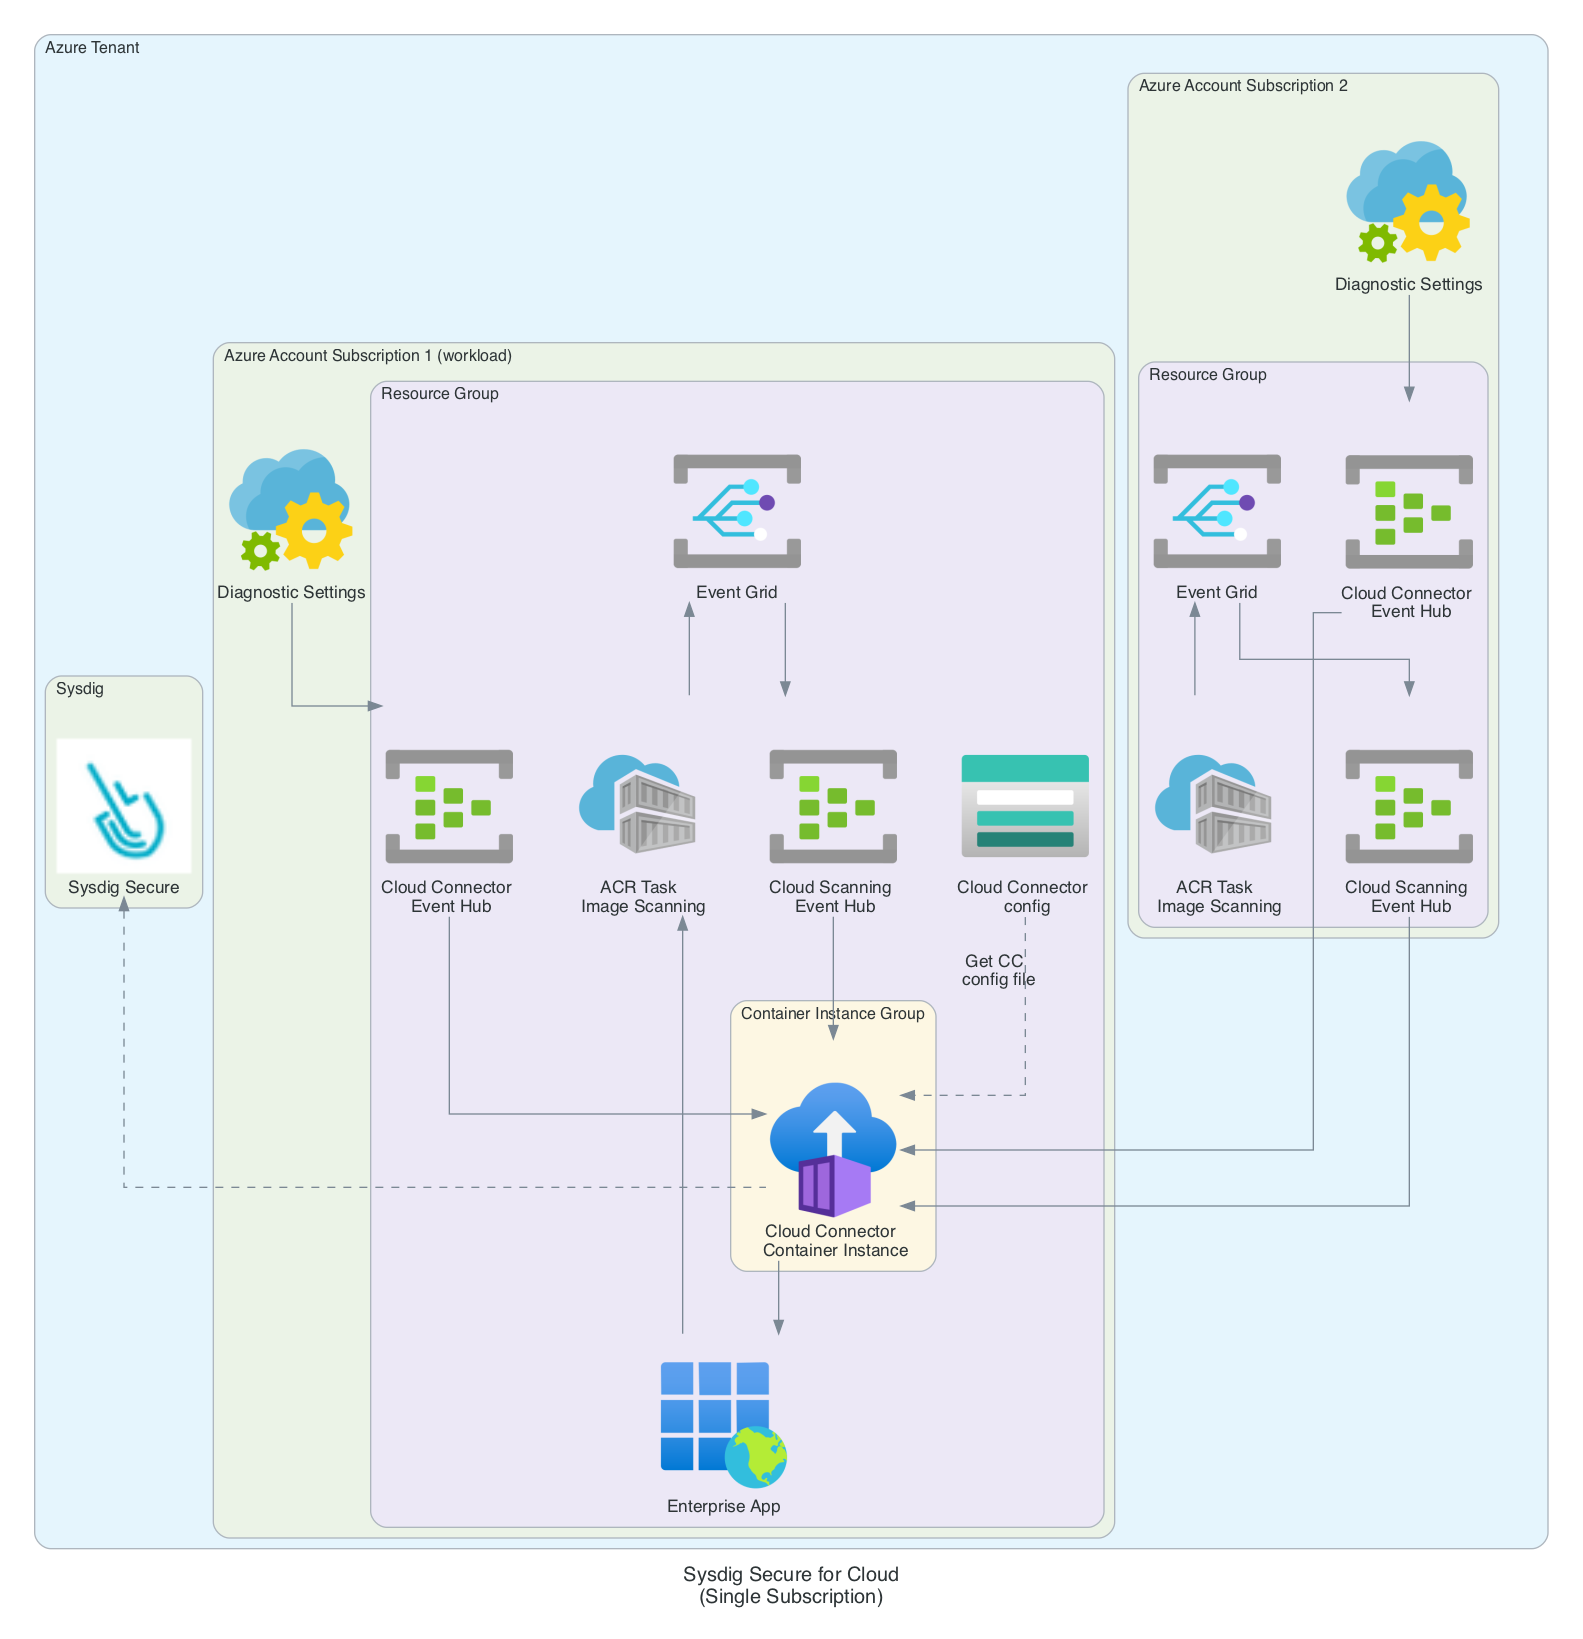 Azure Tenant
Azure Account Subscription 2
Diagnostic Settings
Azure Account Subscription 1 (workload)
Resource Group
Resource Group
Diagnostic Settings
Event Grid
Event Grid
Cloud Connector
Event Hub
Sysdig
Sysdig Secure
Cloud Connector
Event Hub
ACR Task
Image Scanning
Cloud Scanning
Event Hub
Cloud Connector
config
ACR Task
Image Scanning
Cloud Scanning
Event Hub
Get CC
config file
Container Instance Group
Cloud Connector
Container Instance
Enterprise App
Sysdig Secure for Cloud
(Single Subscription)